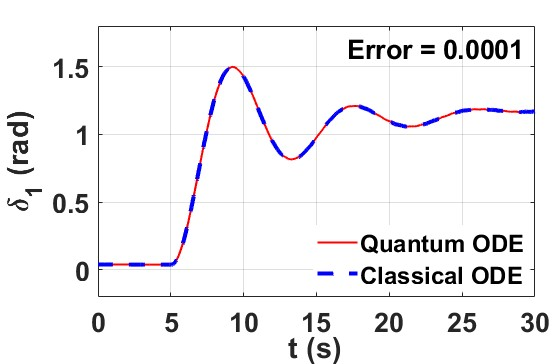 Error = 0.0001
1.5
1
0.5
0
δ1 (rad)
Quantum ODE
Classical ODE
0 5 10 15 20 25 30
t (s)